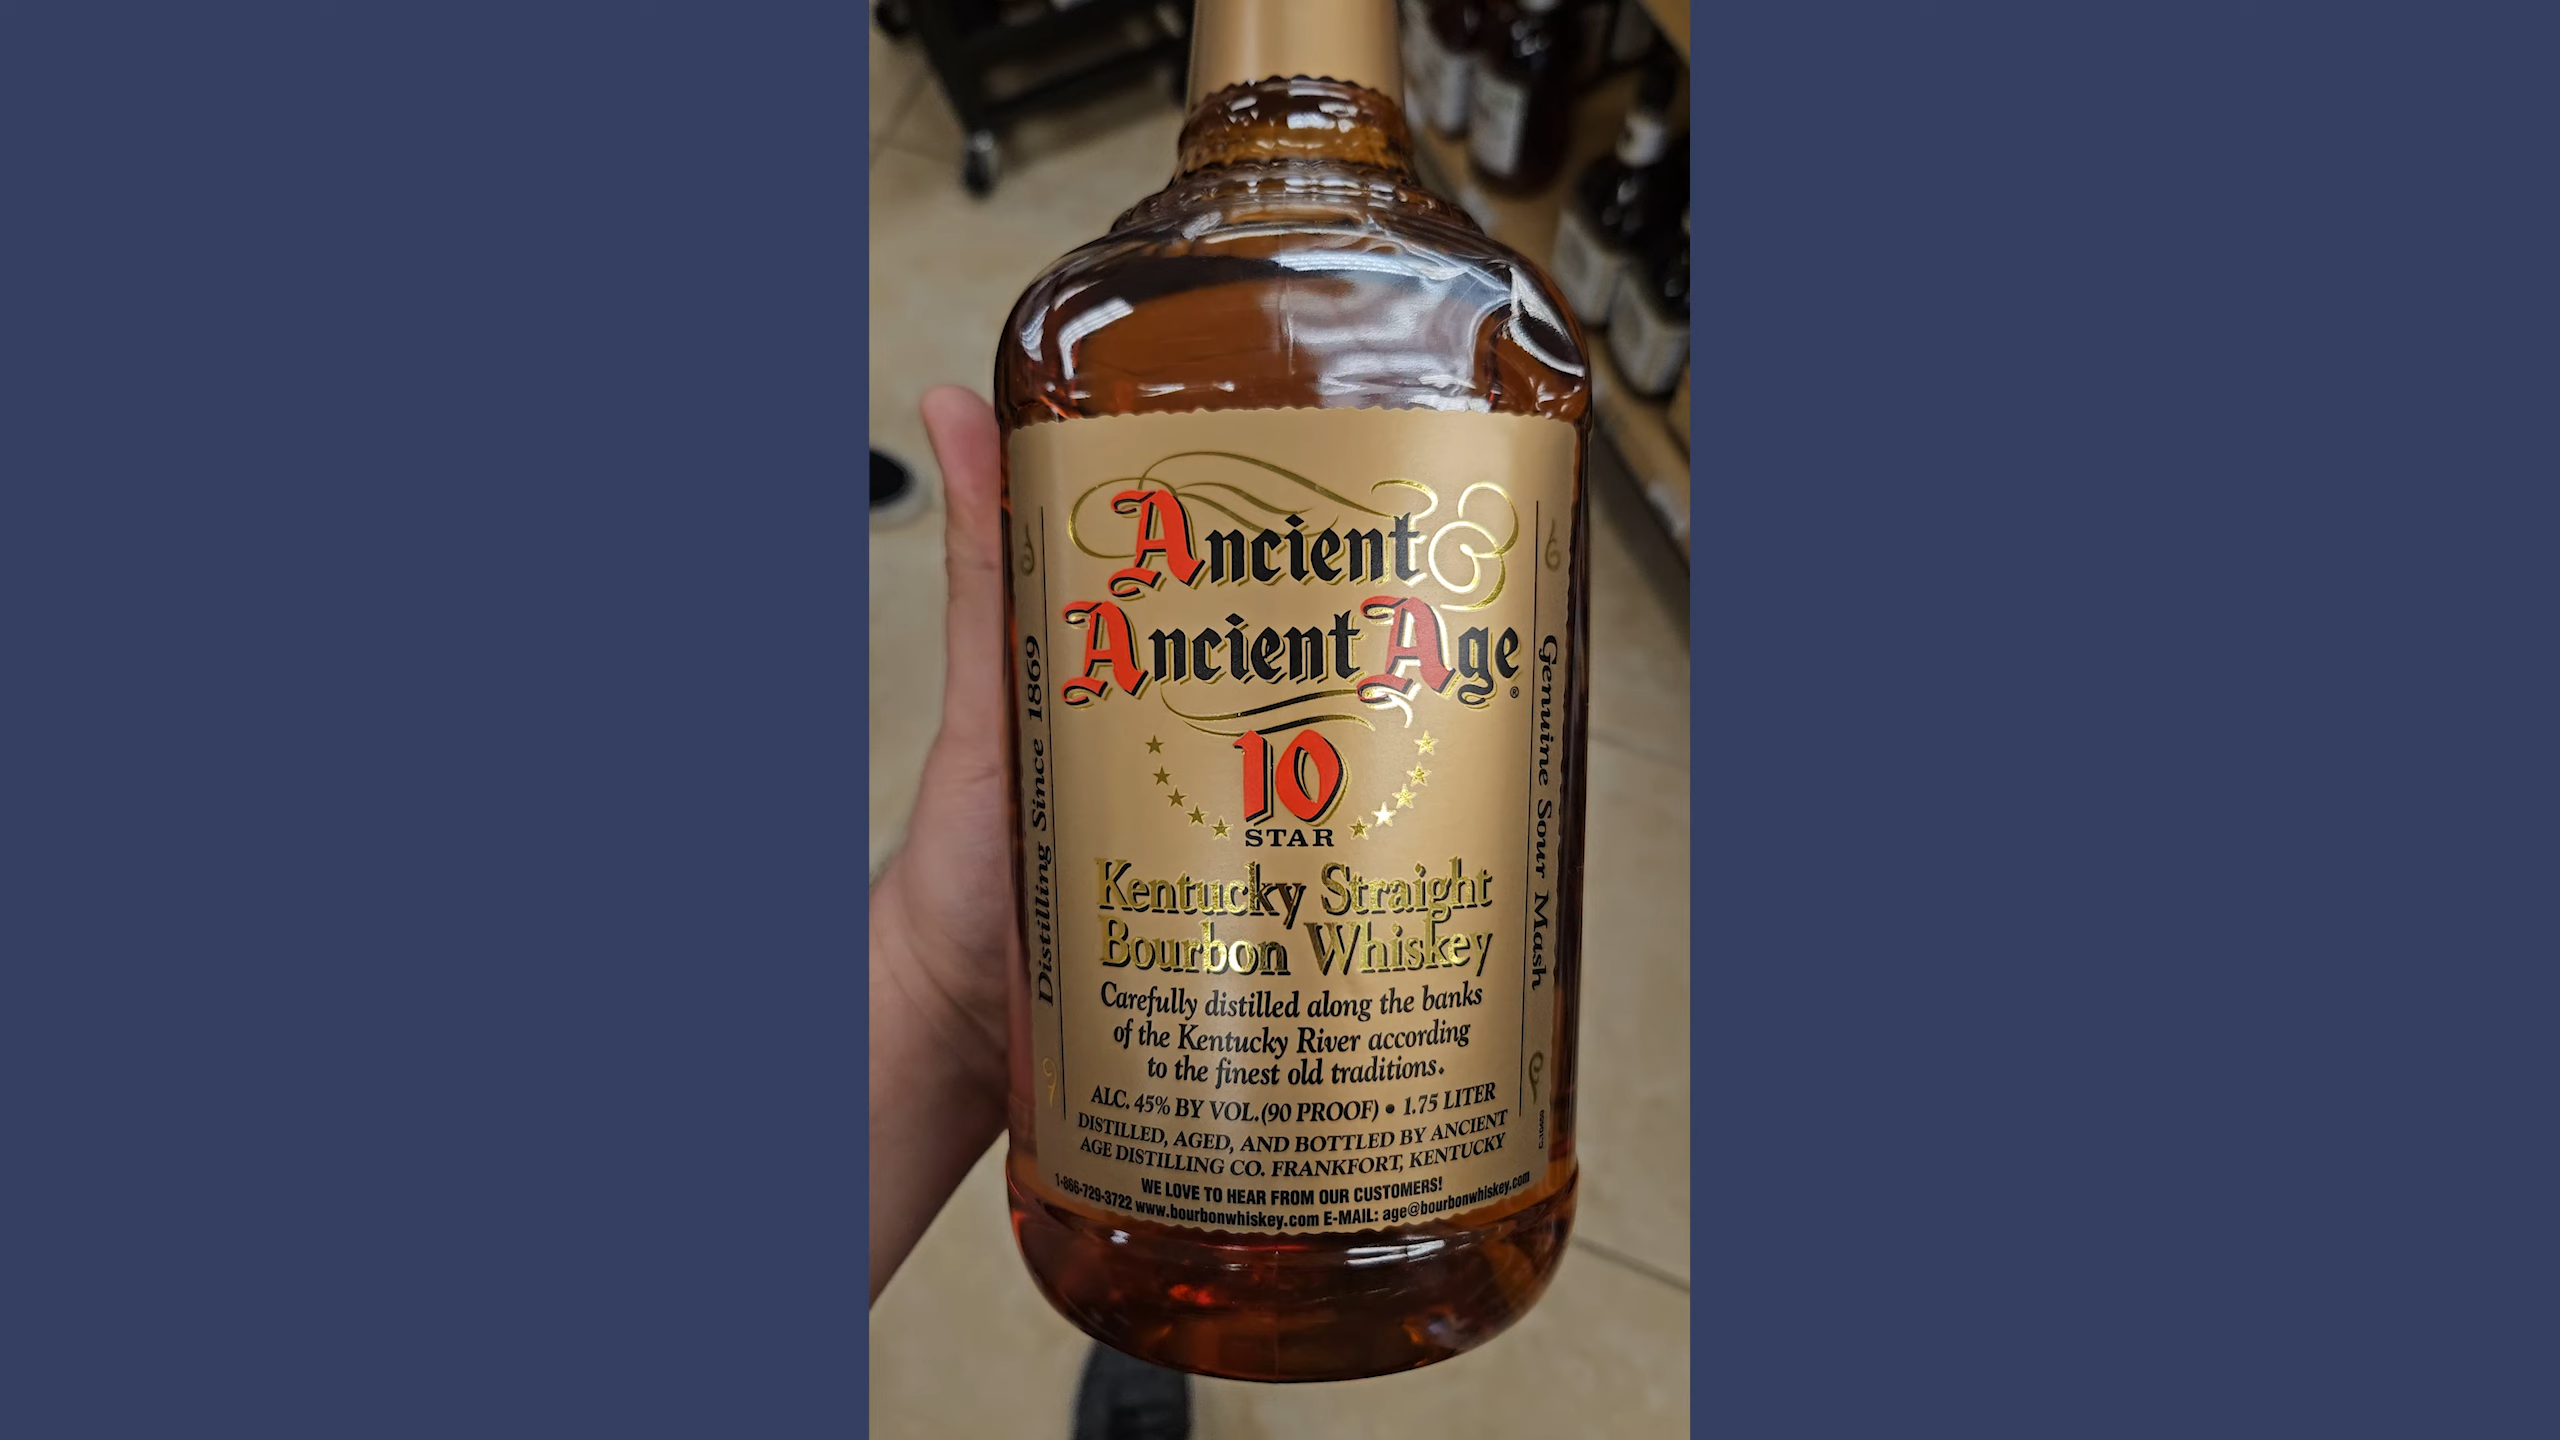 Ancient
Ancient Age®
10
STAR
Kentucky Straight
Bourbon Whiskey
Carefully distilled along the banks
of the Kentucky River according
to the finest old traditions.
ALC. 45% BY VOL.(90 PROOF) • 1.75 LITER
DISTILLED, AGED, AND BOTTLED BY ANCIENT
AGE DISTILLING CO. FRANKFORT, KENTUCKY
WE LOVE TO HEAR FROM OUR CUSTOMERS!
1-866-729-3722 www.bourbonwhiskey.com E-MAIL: age@bourbonwhiskey.com
Distilling Since 1869
Genuine Sour Mash